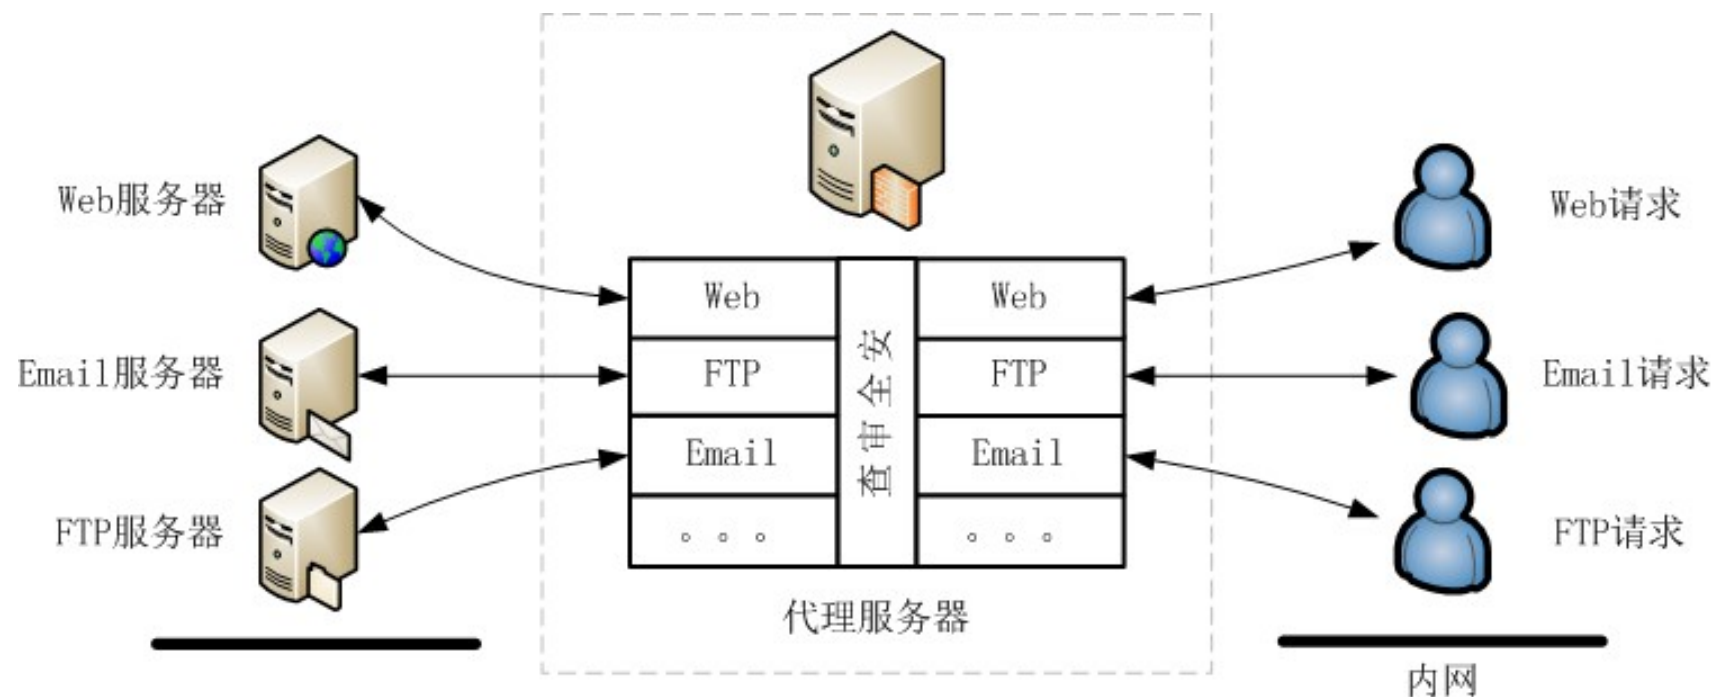 Web服务器
Email服务器
FTP服务器
Web
FTP
Email
。。。
安全审查
Web
FTP
Email
。。。
代理服务器
Web请求
Email请求
FTP请求
内网